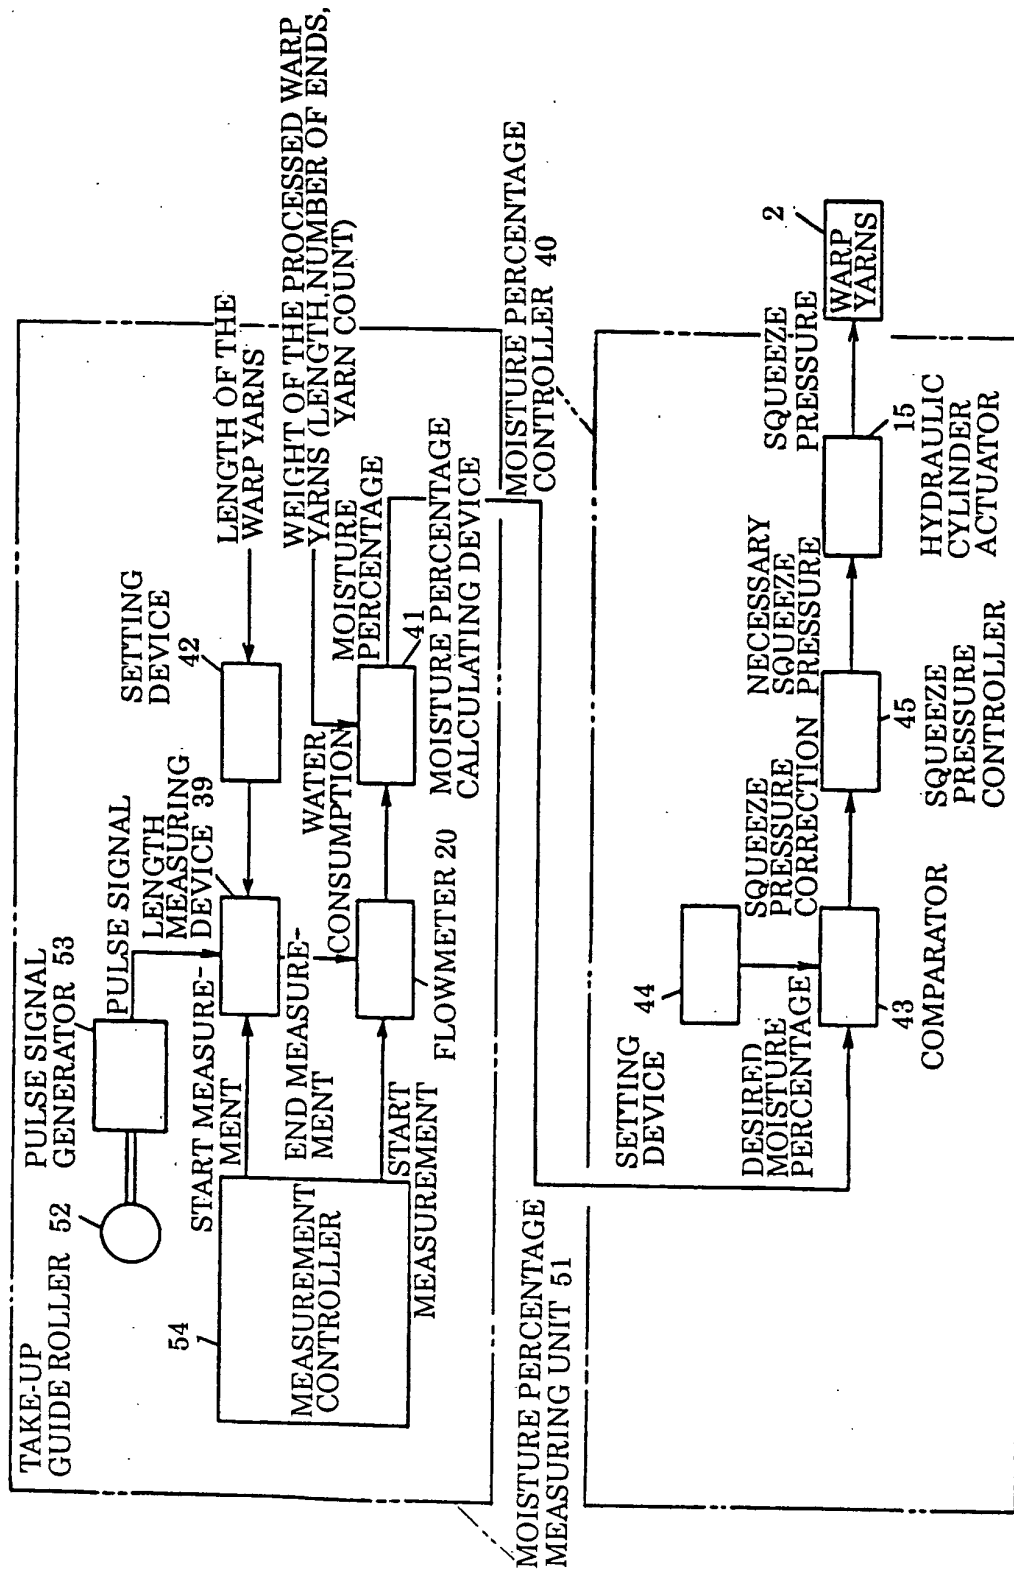 TAKE-UP
GUIDE ROLLER 52
PULSE SIGNAL
GENERATOR 53
PULSE SIGNAL
LENGTH
MEASURING
DEVICE 39
SETTING
DEVICE
42
LENGTH OF THE
WARP YARNS
WEIGHT OF THE PROCESSED WARP
YARNS (LENGTH, NUMBER OF ENDS,
YARN COUNT)
54
MEASUREMENT
CONTROLLER
START MEASURE-
MENT
END MEASURE-
MENT
START
MEASUREMENT
WATER
CONSUMPTION
FLOWMETER 20
MOISTURE
PERCENTAGE
41
MOISTURE PERCENTAGE
CALCULATING DEVICE
MOISTURE PERCENTAGE
MEASURING UNIT 51
MOISTURE PERCENTAGE
CONTROLLER 40
SETTING
DEVICE
44
DESIRED
MOISTURE
PERCENTAGE
43
COMPARATOR
SQUEEZE
PRESSURE
CORRECTION
45
SQUEEZE
PRESSURE
CONTROLLER
NECESSARY
SQUEEZE
PRESSURE
15
HYDRAULIC
CYLINDER
ACTUATOR
SQUEEZE
PRESSURE
2
WARP
YARNS